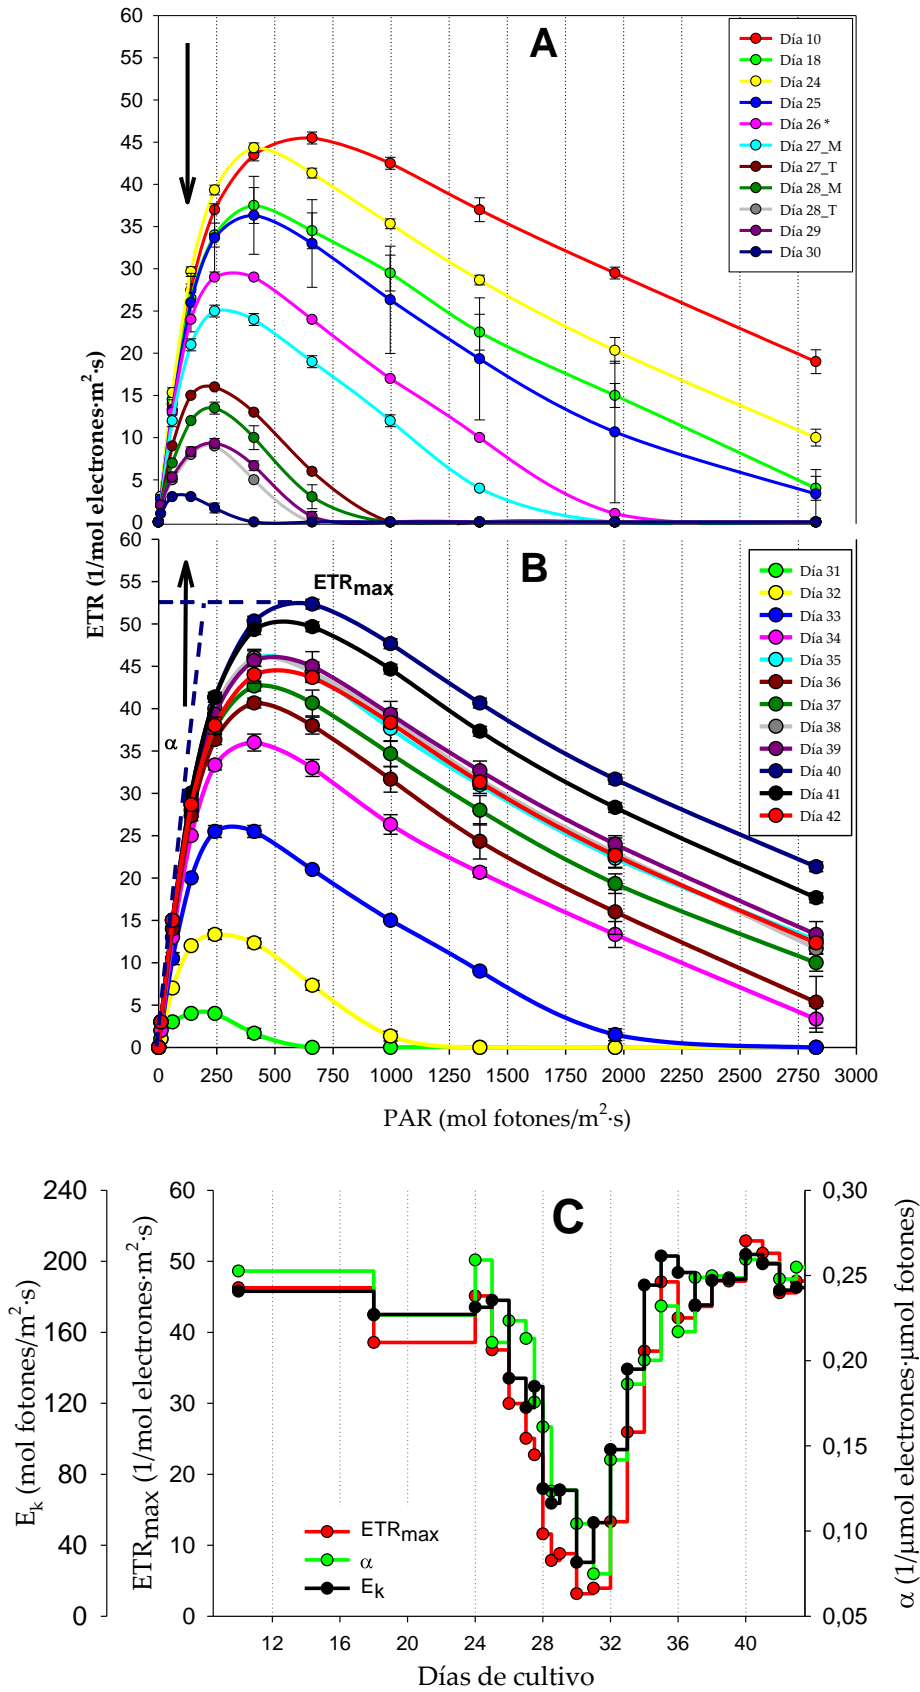 A
60
55
50
45
40
35
30
25
20
15
10
5
0
Día 10
Día 18
Día 24
Día 25
Día 26 *
Día 27_M
Día 27_T
Día 28_M
Día 28_T
Día 29
Día 30
ETR (1/mol electrones·m²·s)
B
60
55
50
45
40
35
30
25
20
15
10
5
0
ETRmax
α
Día 31
Día 32
Día 33
Día 34
Día 35
Día 36
Día 37
Día 38
Día 39
Día 40
Día 41
Día 42
0 250 500 750 1000 1250 1500 1750 2000 2250 2500 2750 3000
PAR (mol fotones/m²·s)
C
Ek (mol fotones/m²·s)
240
200
160
120
80
40
0
ETRmax (1/mol electrones·m²·s)
60
50
40
30
20
10
0
0,30
0,25
0,20
0,15
0,10
0,05
α (1/µmol electrones·µmol fotones)
ETRmax
α
Ek
12 16 20 24 28 32 36 40
Días de cultivo